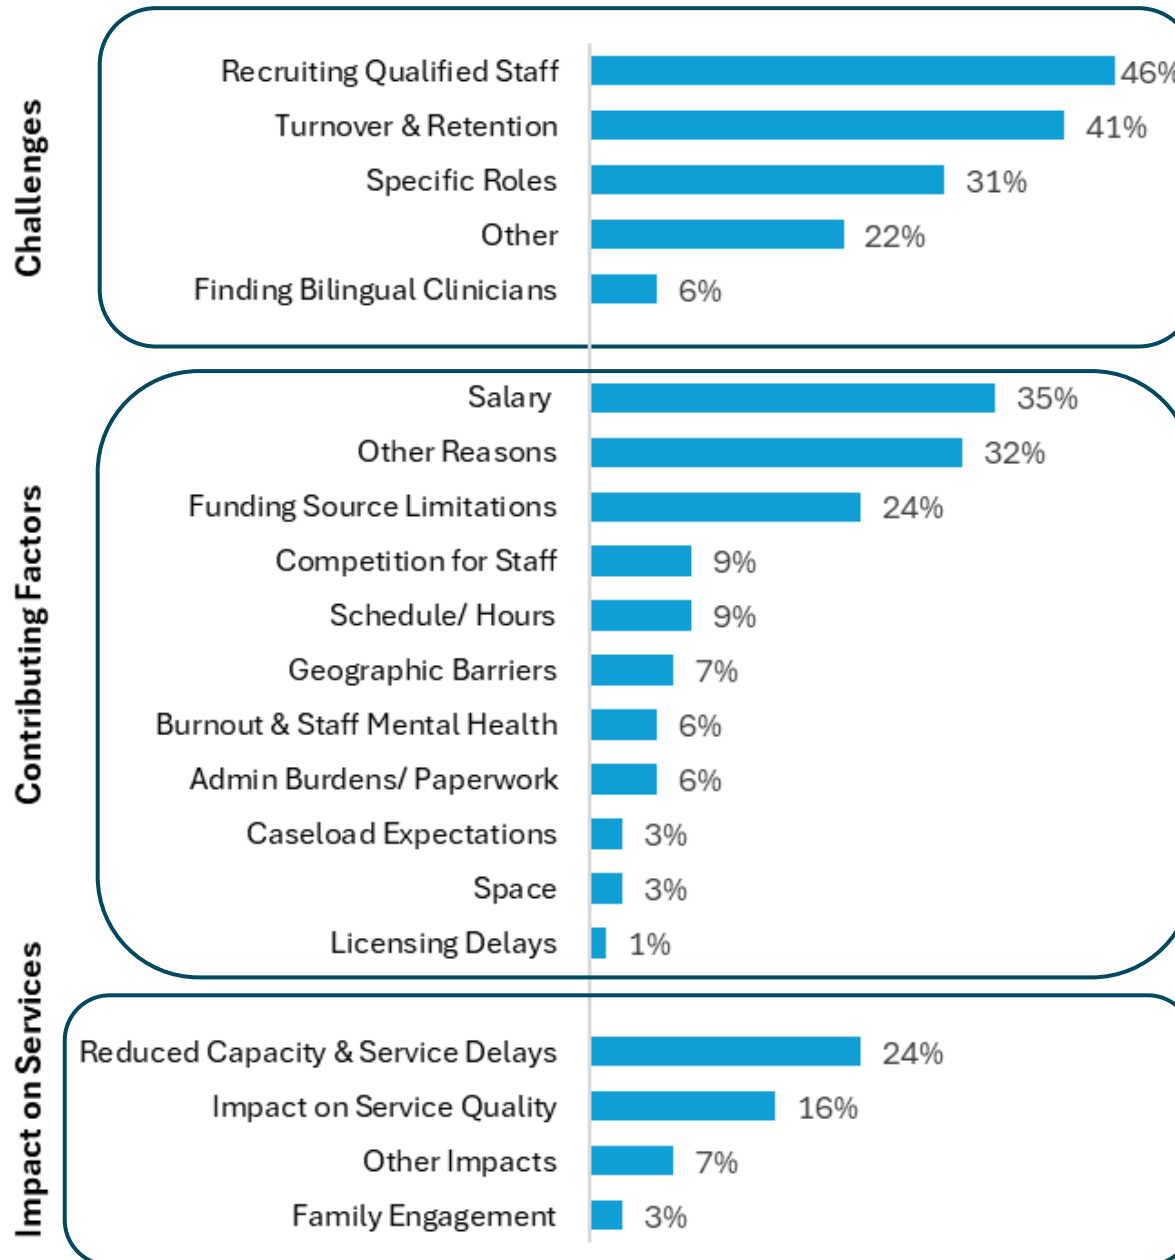 Challenges
Recruiting Qualified Staff 46%
Turnover & Retention 41%
Specific Roles 31%
Other 22%
Finding Bilingual Clinicians 6%
Contributing Factors
Salary 35%
Other Reasons 32%
Funding Source Limitations 24%
Competition for Staff 9%
Schedule/ Hours 9%
Geographic Barriers 7%
Burnout & Staff Mental Health 6%
Admin Burdens/ Paperwork 6%
Caseload Expectations 3%
Space 3%
Licensing Delays 1%
Impact on Services
Reduced Capacity & Service Delays 24%
Impact on Service Quality 16%
Other Impacts 7%
Family Engagement 3%